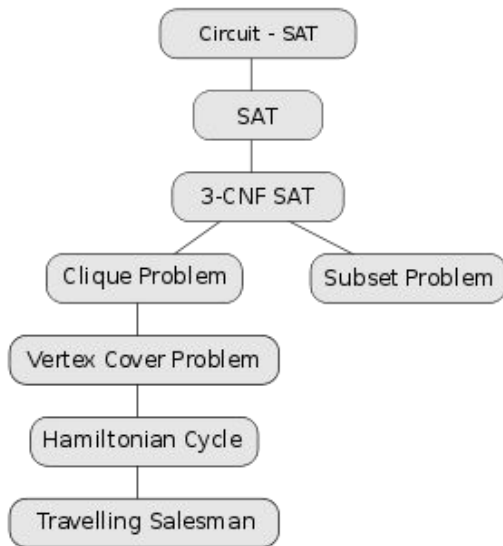 Circuit - SAT
SAT
3-CNF SAT
Clique Problem
Subset Problem
Vertex Cover Problem
Hamiltonian Cycle
Travelling Salesman